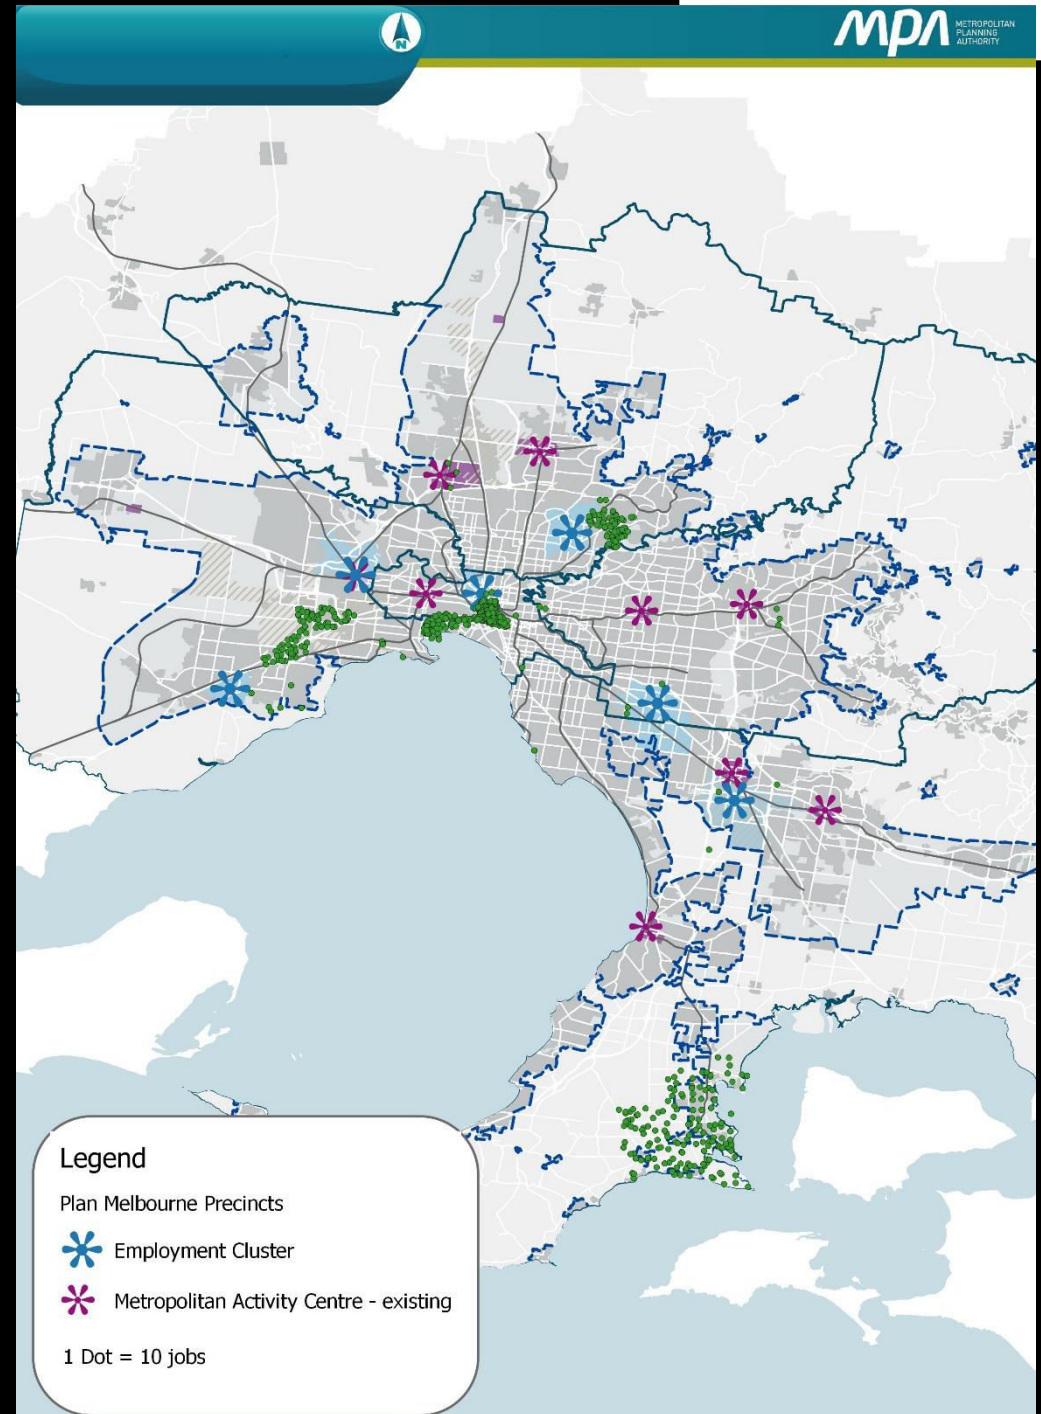 N
MPA
METROPOLITAN
PLANNING
AUTHORITY
Legend
Plan Melbourne Precincts
Employment Cluster
Metropolitan Activity Centre - existing
1 Dot = 10 jobs